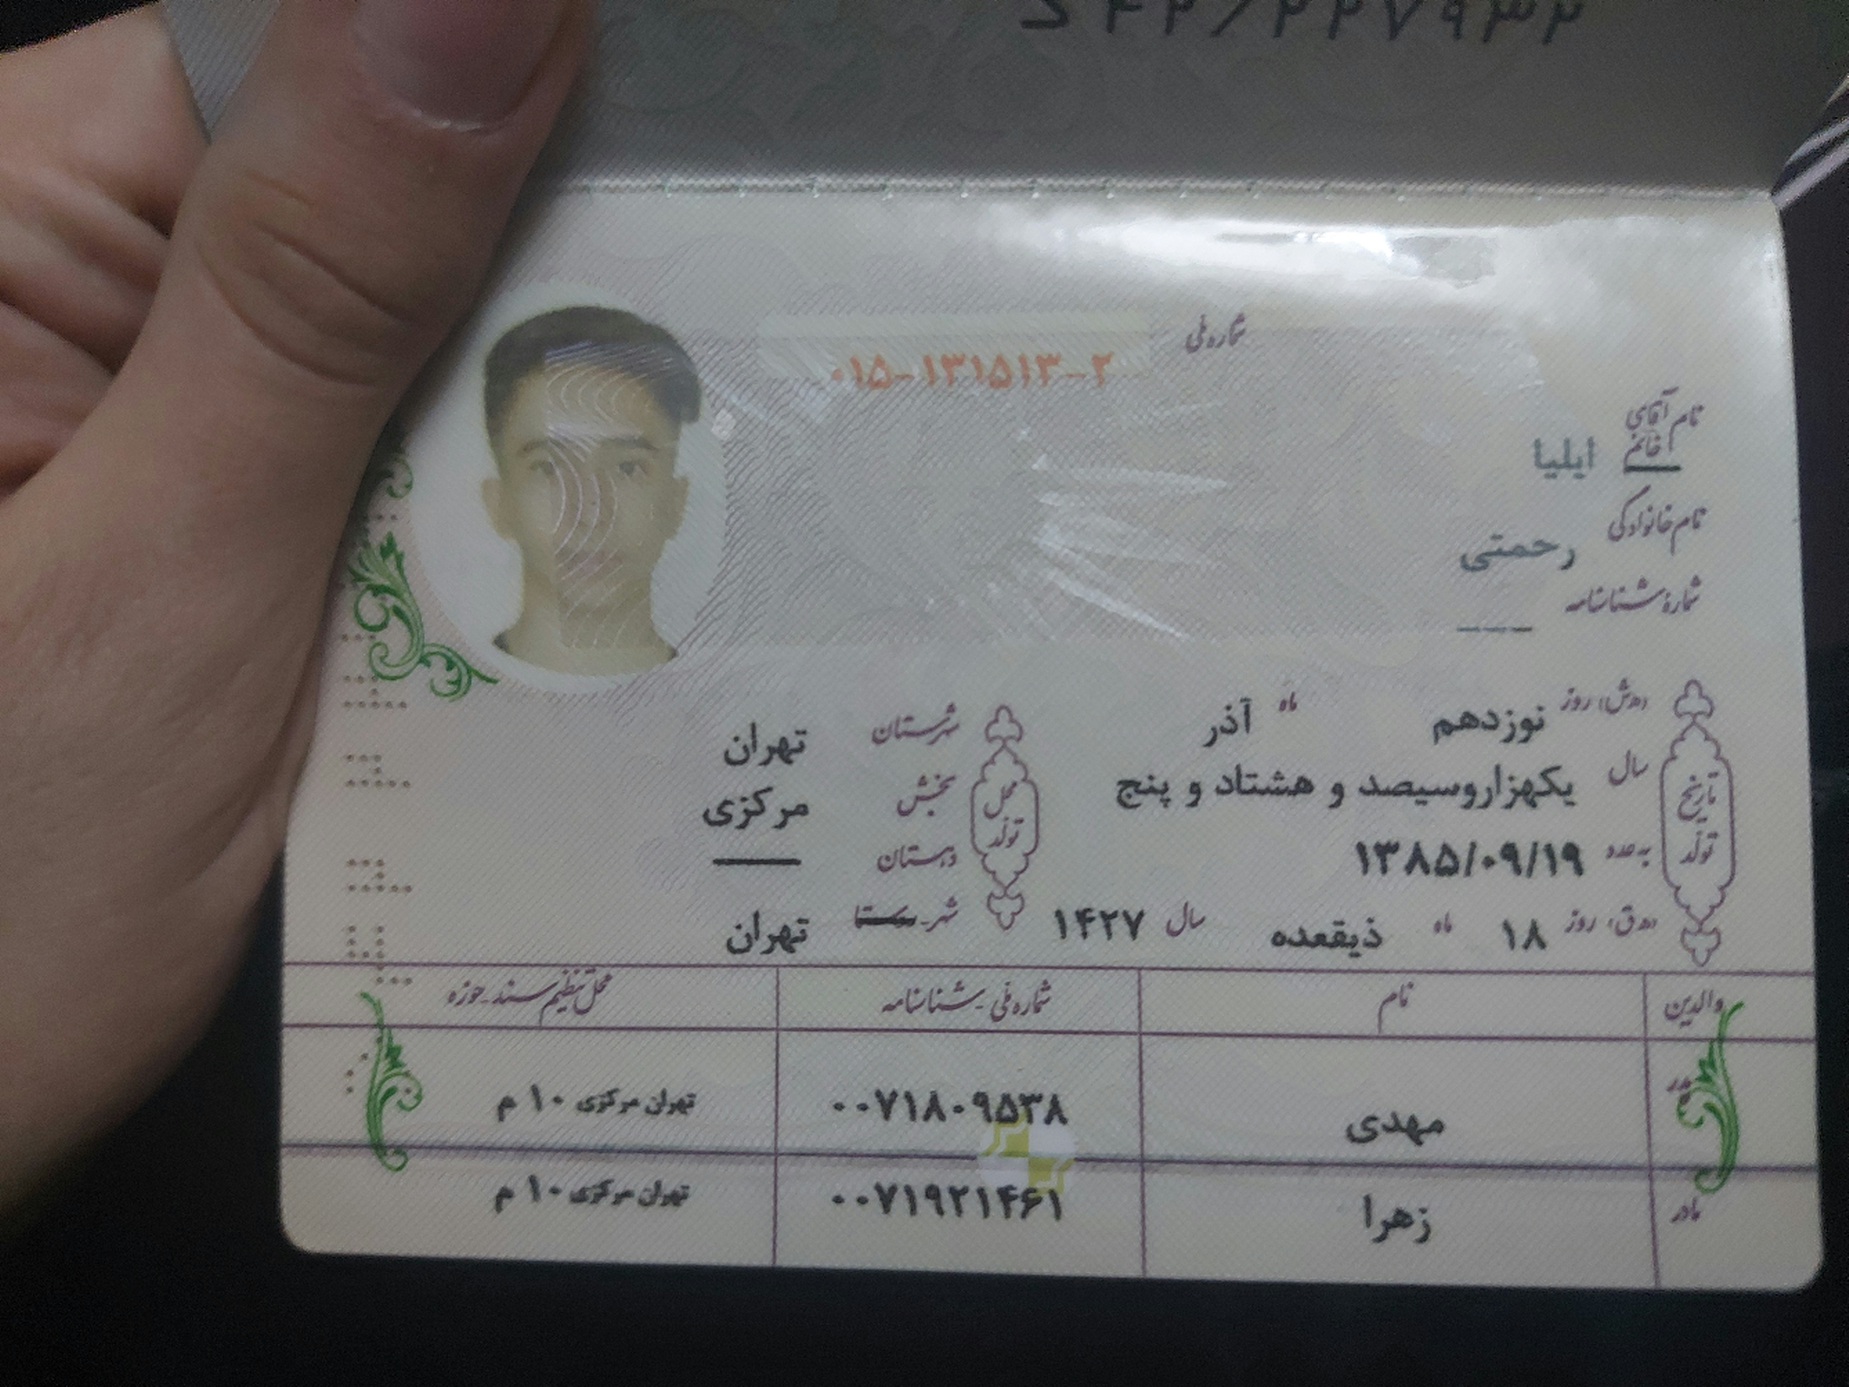 ۳۴۲/۲۲۷۹۳۲
شماره ملی
۰۱۵-۱۳۱۵۱۳-۲
نام آقای
خانم ایلیا
نام خانوادگی
رحمتی
شماره شناسنامه
---
تاریخ تولد
(ه‍.ش) روز نوزدهم ماه آذر
سال یکهزاروسیصد و هشتاد و پنج
به عدد ۱۳۸۵/۰۹/۱۹
(ه‍.ق) روز ۱۸ ماه ذیقعده سال ۱۴۲۷
محل تولد
شهرستان تهران
بخش مرکزی
دهستان ——
شهر - تهران
والدین نام شماره ملی - شناسنامه محل تنظیم سند - حوزه
پدر مهدی ۰۰۷۱۸۰۹۵۳۸ تهران مرکزی ۱۰ م
مادر زهرا ۰۰۷۱۹۲۱۴۶۱ تهران مرکزی ۱۰ م